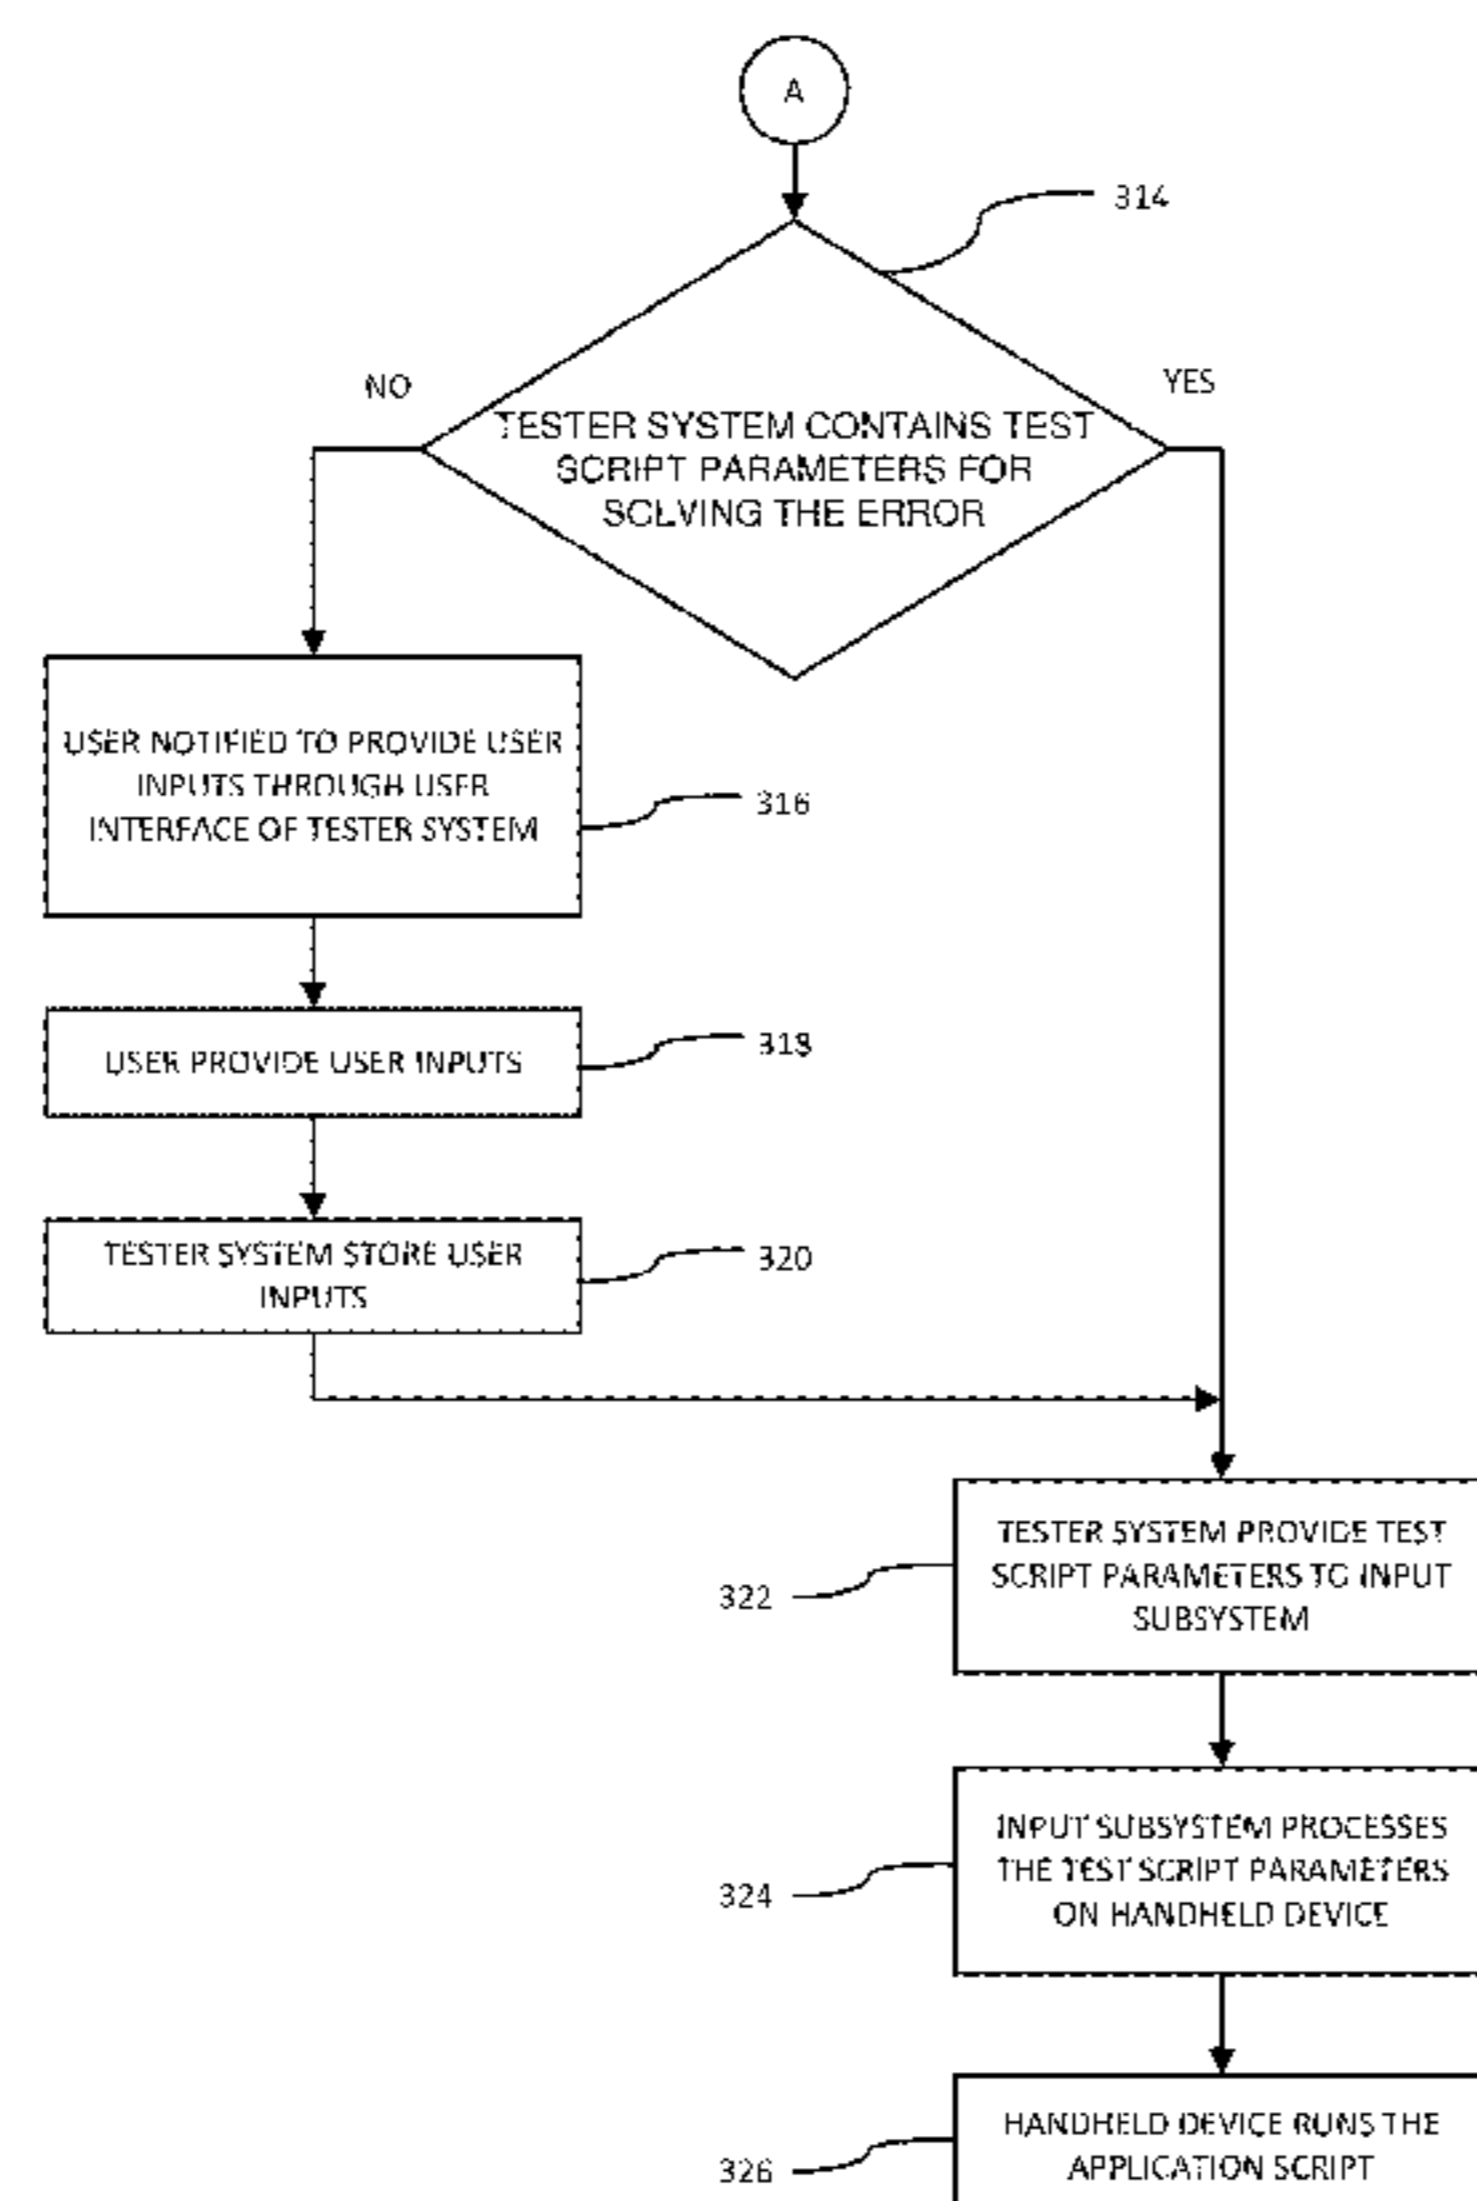 A
314
NO
YES
TESTER SYSTEM CONTAINS TEST
SCRIPT PARAMETERS FOR
SOLVING THE ERROR
USER NOTIFIED TO PROVIDE USER
INPUTS THROUGH USER
INTERFACE OF TESTER SYSTEM
316
USER PROVIDE USER INPUTS
318
TESTER SYSTEM STORE USER
INPUTS
320
TESTER SYSTEM PROVIDE TEST
SCRIPT PARAMETERS TO INPUT
SUBSYSTEM
322
INPUT SUBSYSTEM PROCESSES
THE TEST SCRIPT PARAMETERS
ON HANDHELD DEVICE
324
HANDHELD DEVICE RUNS THE
APPLICATION SCRIPT
326